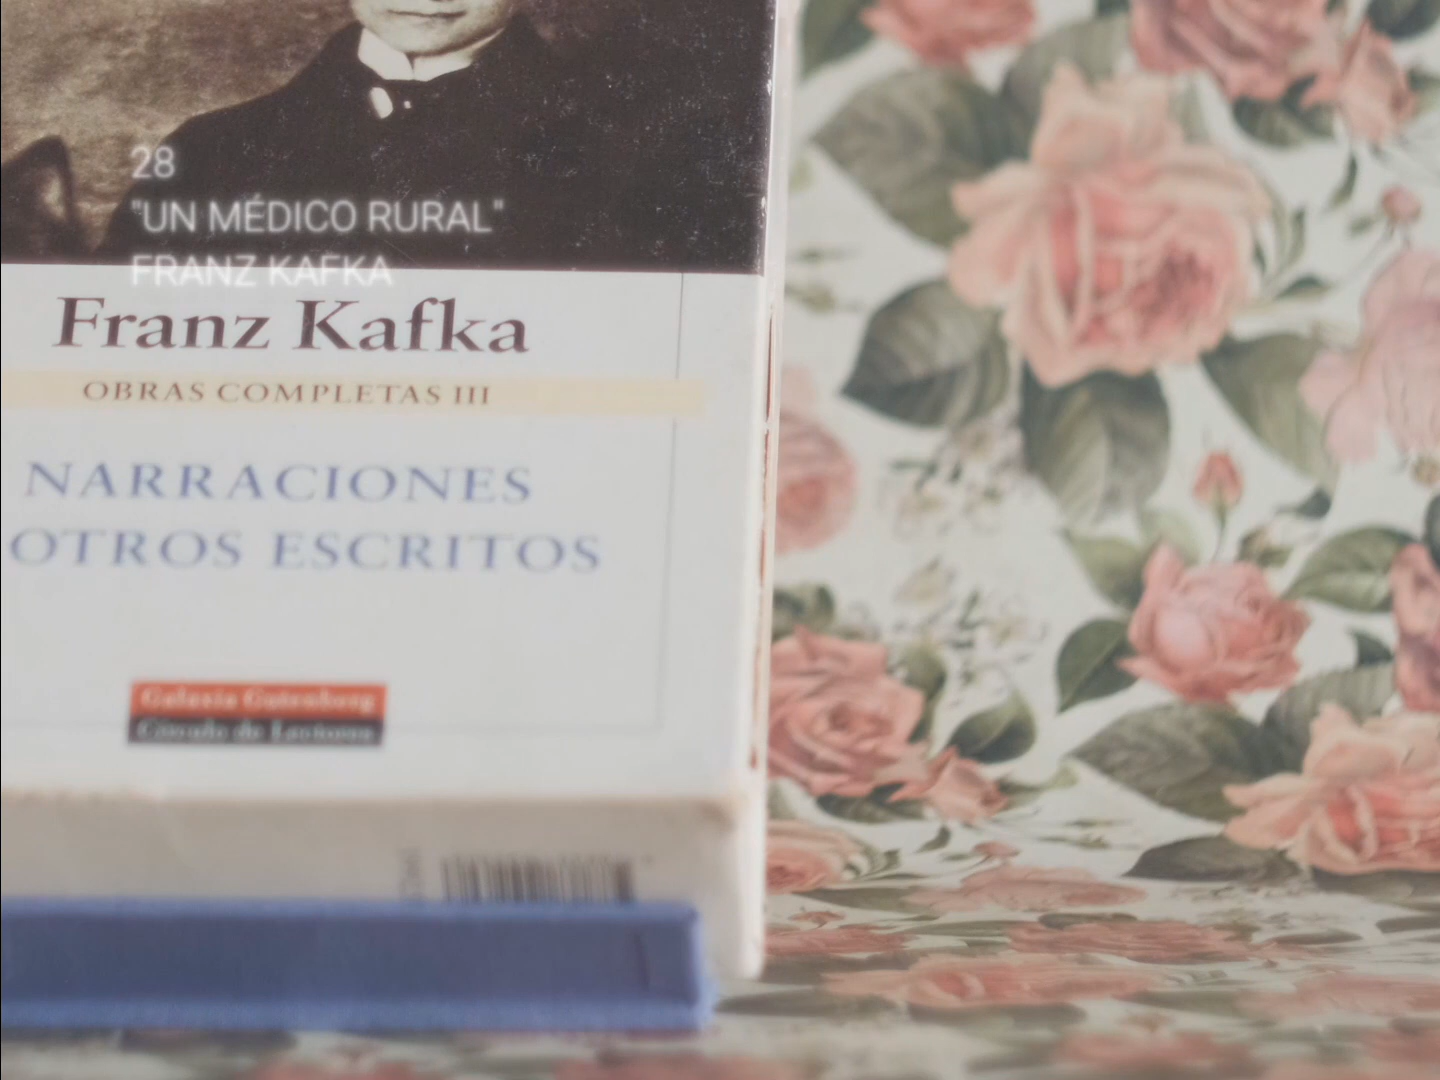 28
"UN MÉDICO RURAL"
FRANZ KAFKA
Franz Kafka
OBRAS COMPLETAS III
NARRACIONES
OTROS ESCRITOS
Galaxia Gutenberg
Círculo de Lectores